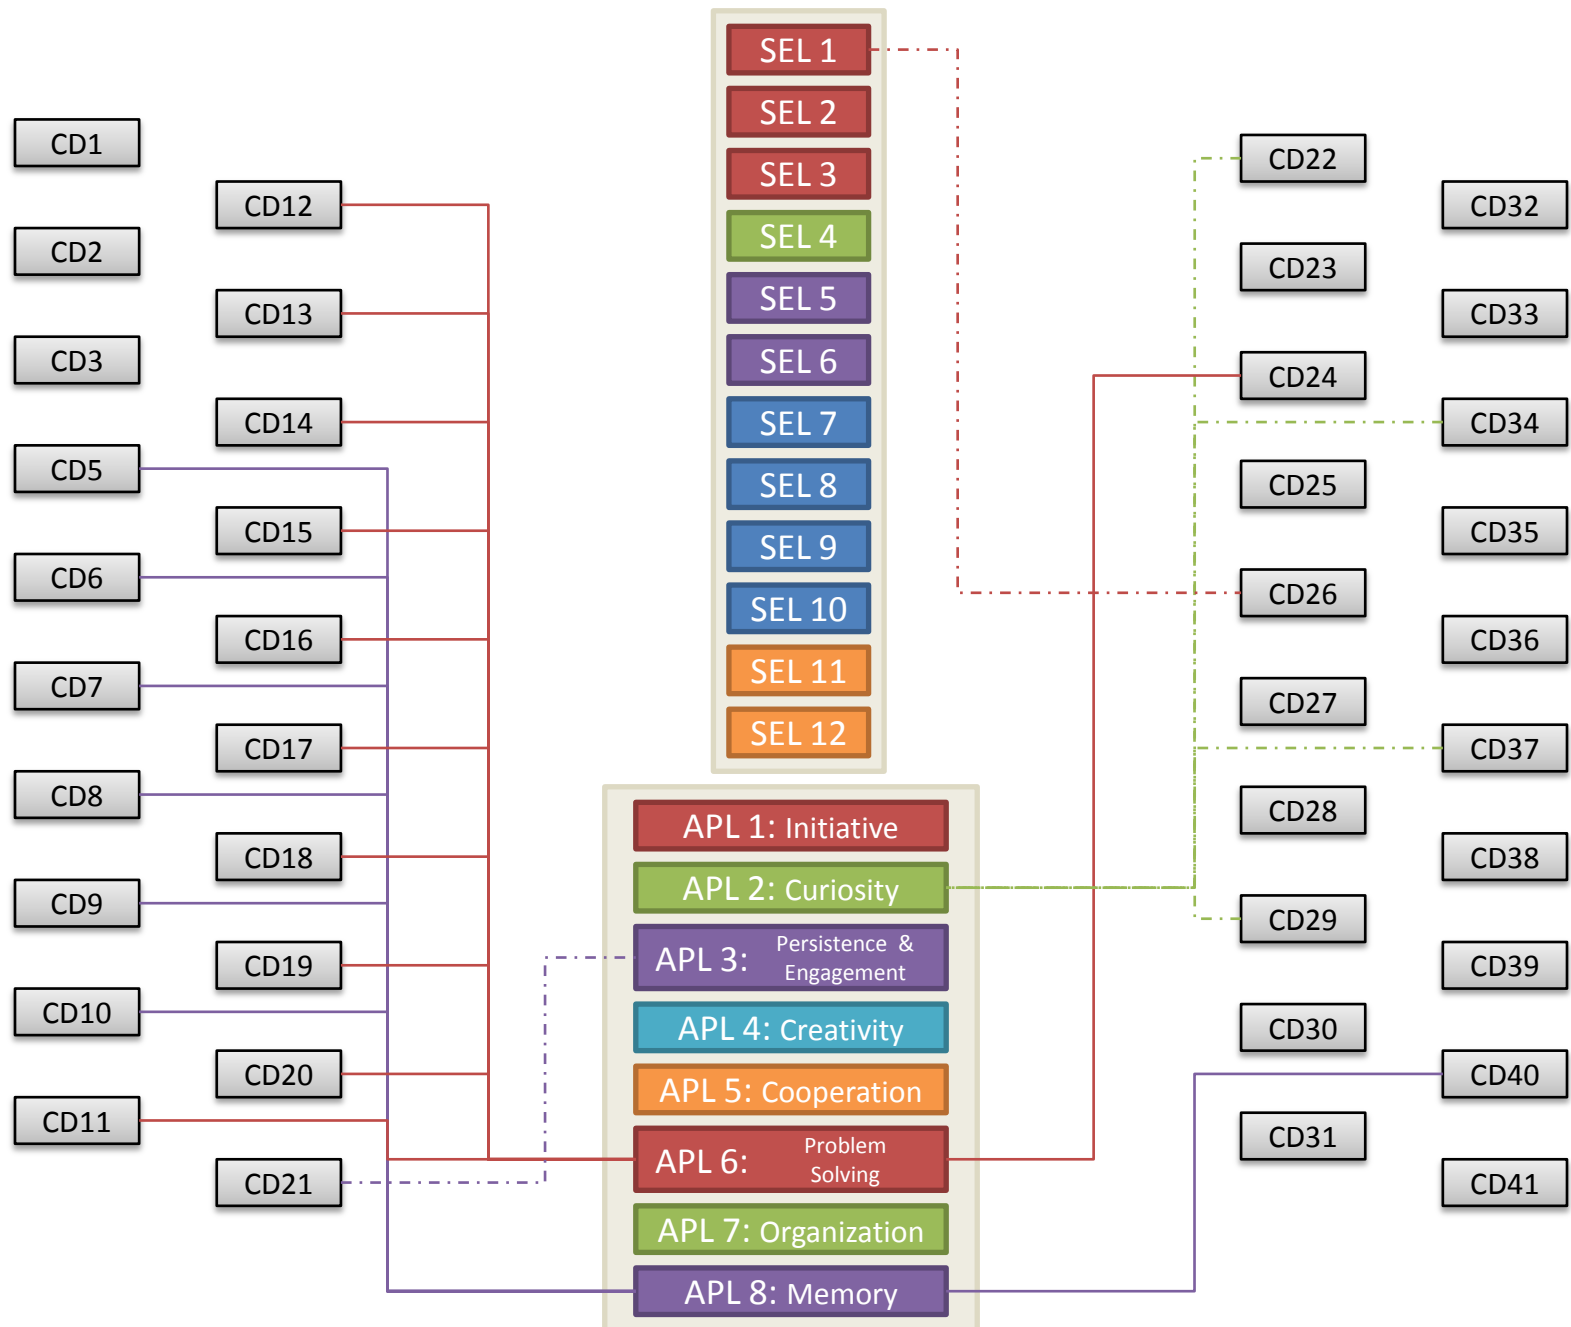 CD1
CD2
CD3
CD5
CD6
CD7
CD8
CD9
CD10
CD11
CD12
CD13
CD14
CD15
CD16
CD17
CD18
CD19
CD20
CD21
SEL 1
SEL 2
SEL 3
SEL 4
SEL 5
SEL 6
SEL 7
SEL 8
SEL 9
SEL 10
SEL 11
SEL 12
APL 1: Initiative
APL 2: Curiosity
APL 3: Persistence &
Engagement
APL 4: Creativity
APL 5: Cooperation
APL 6: Problem
Solving
APL 7: Organization
APL 8: Memory
CD22
CD23
CD24
CD25
CD26
CD27
CD28
CD29
CD30
CD31
CD32
CD33
CD34
CD35
CD36
CD37
CD38
CD39
CD40
CD41